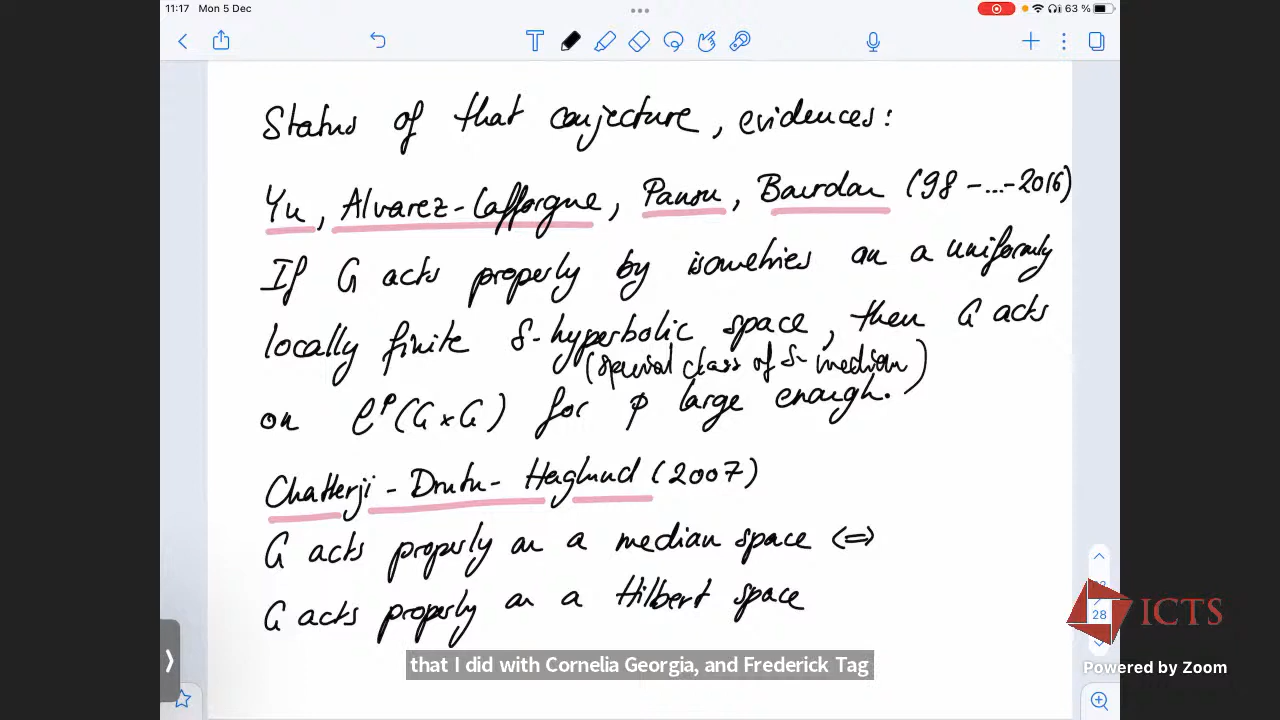 11:17 Mon 5 Dec
63 %
Status of that conjecture, evidences:
Yu, Alvarez-Lafforgue, Pansu, Bourdon (98 -...-2016)
If G acts properly by isometries on a uniformly
locally finite δ-hyperbolic space, then G acts
(special class of δ-median)
on ℓᵖ(G×G) for p large enough.
Chatterji - Drutu - Haglund (2007)
G acts properly on a median space ⇔
G acts properly on a Hilbert space
28
ICTS
that I did with Cornelia Georgia, and Frederick Tag
Powered by Zoom